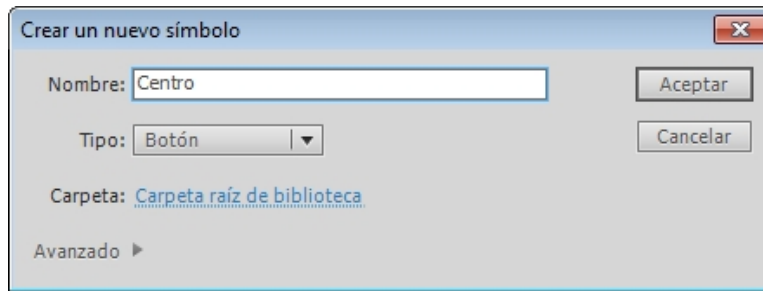 Crear un nuevo símbolo
Nombre: Centro
Aceptar
Tipo: Botón
Cancelar
Carpeta: Carpeta raíz de biblioteca
Avanzado